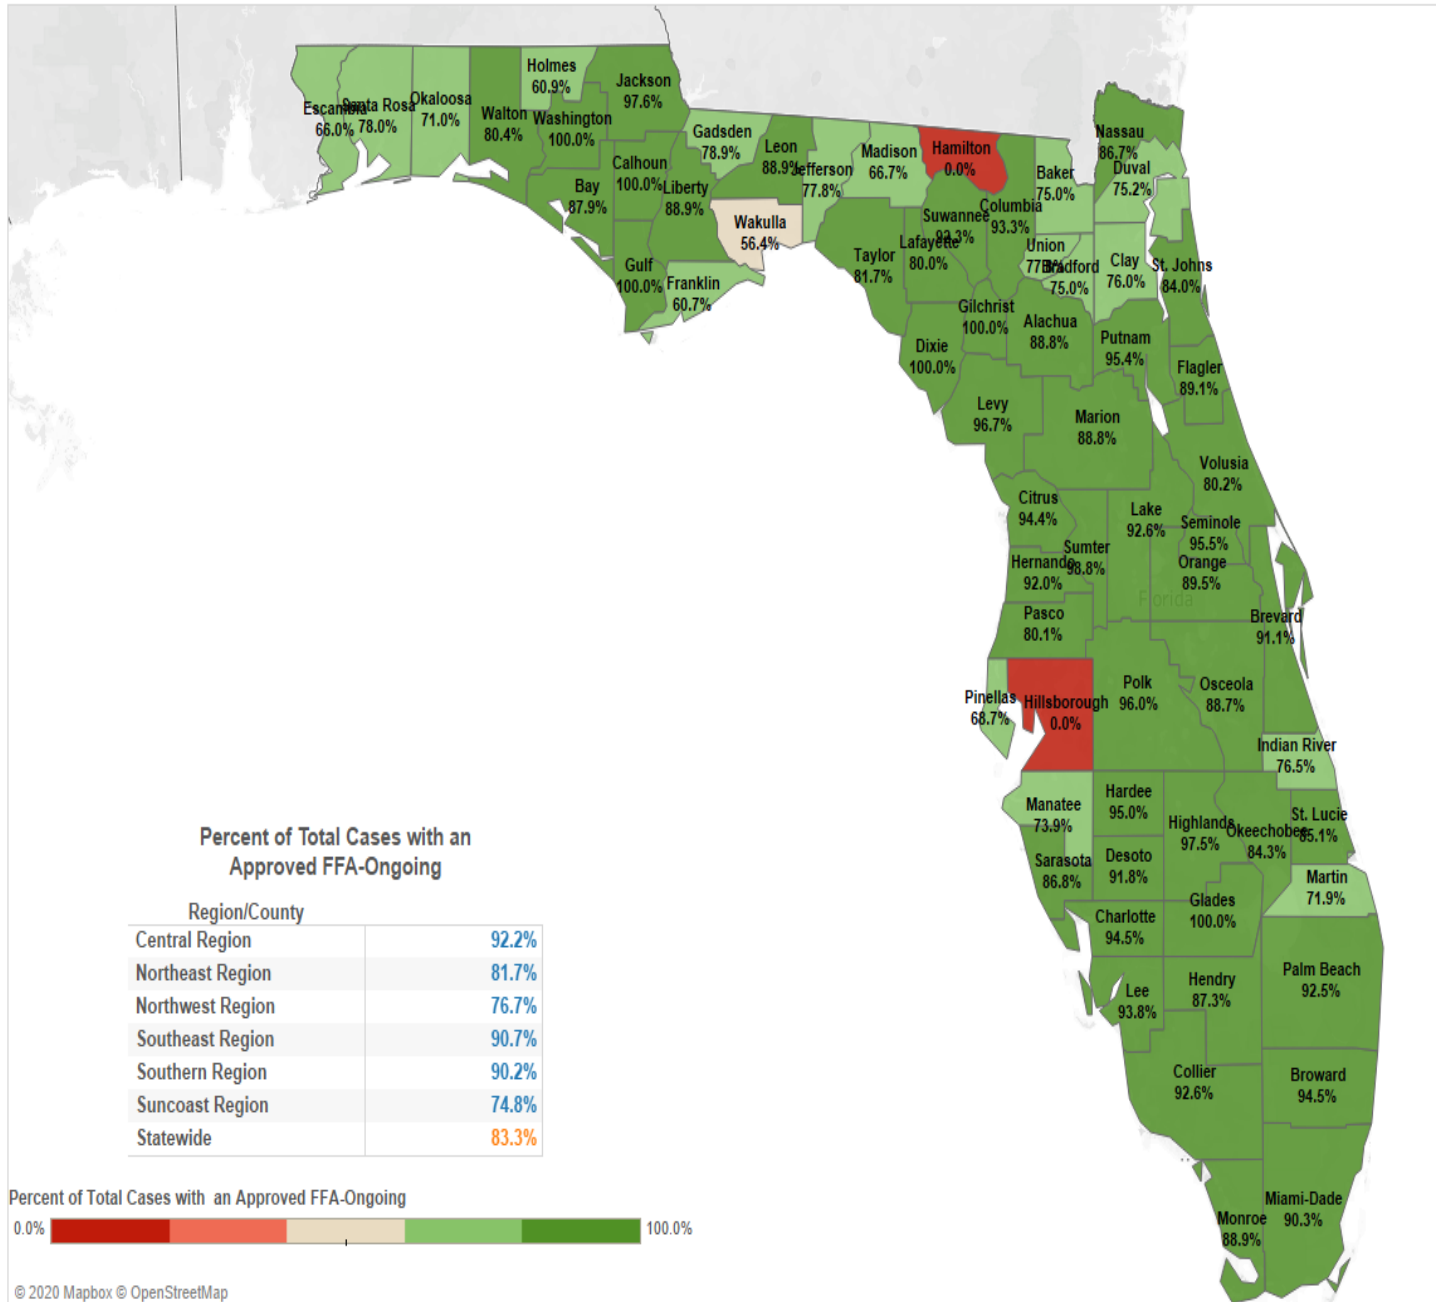 Holmes
60.9%
Jackson
97.6%
Escambia
66.0%
Santa Rosa
78.0%
Okaloosa
71.0%
Walton
80.4%
Washington
100.0%
Gadsden
78.9%
Leon
88.9%
Jefferson
77.8%
Madison
66.7%
Hamilton
0.0%
Nassau
86.7%
Duval
75.2%
Baker
75.0%
Calhoun
100.0%
Liberty
88.9%
Bay
87.9%
Wakulla
56.4%
Suwannee
92.3%
Columbia
93.3%
Lafayette
80.0%
Taylor
81.7%
Union
77.8%
Bradford
75.0%
Clay
76.0%
St. Johns
84.0%
Gulf
100.0%
Franklin
60.7%
Gilchrist
100.0%
Alachua
88.8%
Putnam
95.4%
Dixie
100.0%
Flagler
89.1%
Levy
96.7%
Marion
88.8%
Volusia
80.2%
Citrus
94.4%
Lake
92.6%
Seminole
95.5%
Sumter
98.8%
Hernando
92.0%
Orange
89.5%
Florida
Pasco
80.1%
Brevard
91.1%
Pinellas
68.7%
Hillsborough
0.0%
Polk
96.0%
Osceola
88.7%
Indian River
76.5%
Manatee
73.9%
Hardee
95.0%
Highlands
97.5%
Okeechobee
84.3%
St. Lucie
85.1%
Sarasota
86.8%
Desoto
91.8%
Martin
71.9%
Charlotte
94.5%
Glades
100.0%
Lee
93.8%
Hendry
87.3%
Palm Beach
92.5%
Collier
92.6%
Broward
94.5%
Monroe
88.9%
Miami-Dade
90.3%
Percent of Total Cases with an
Approved FFA-Ongoing
Region/County
Central Region 92.2%
Northeast Region 81.7%
Northwest Region 76.7%
Southeast Region 90.7%
Southern Region 90.2%
Suncoast Region 74.8%
Statewide 83.3%
Percent of Total Cases with an Approved FFA-Ongoing
0.0% 100.0%
© 2020 Mapbox © OpenStreetMap